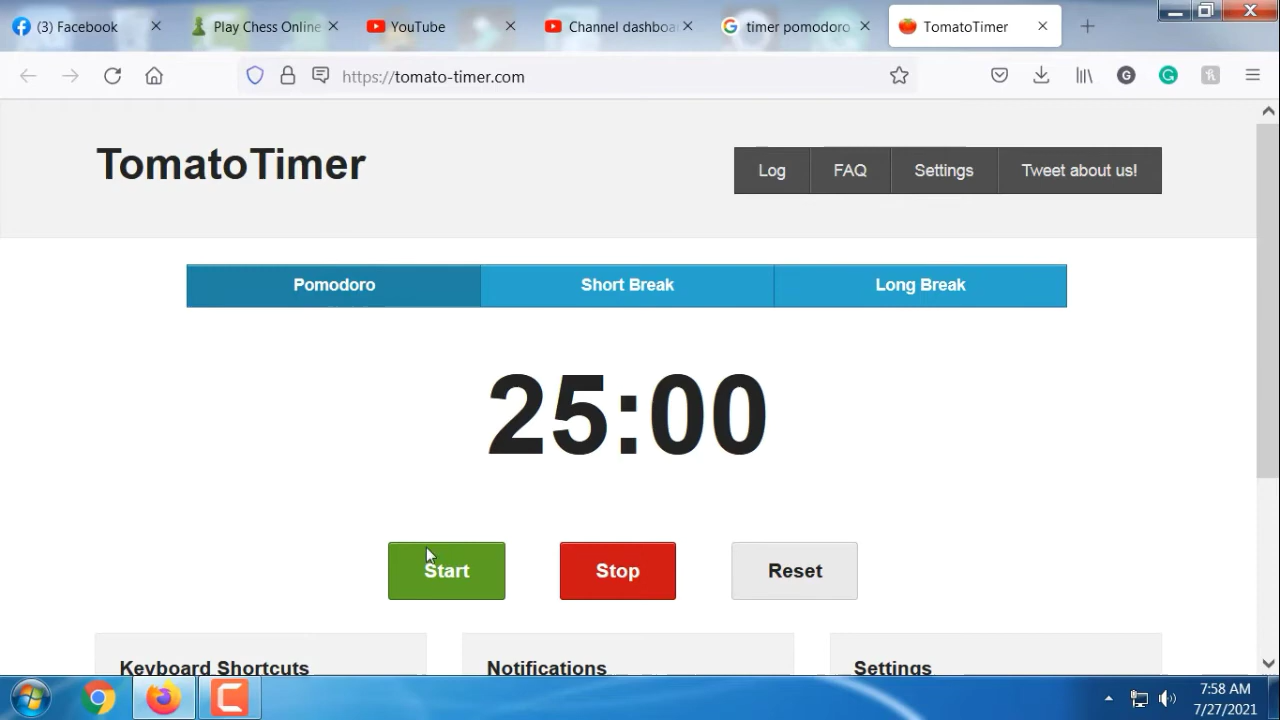 (3) Facebook
Play Chess Online
YouTube
Channel dashboa
timer pomodoro
TomatoTimer
https://tomato-timer.com
TomatoTimer
Log
FAQ
Settings
Tweet about us!
Pomodoro
Short Break
Long Break
25:00
Start
Stop
Reset
Keyboard Shortcuts
Notifications
Settings
7:58 AM
7/27/2021